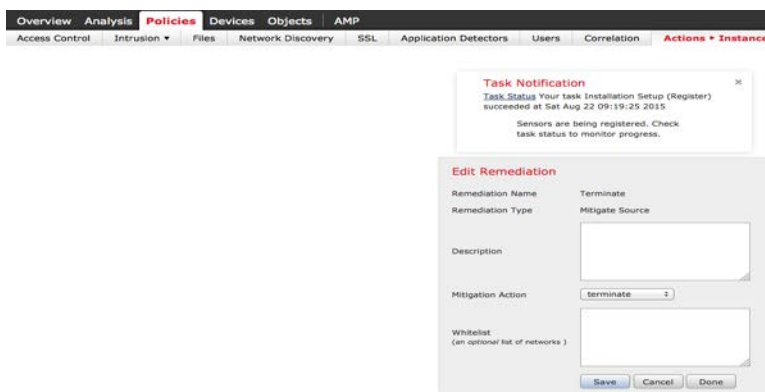 Overview Analysis Policies Devices Objects AMP
Access Control Intrusion ▾ Files Network Discovery SSL Application Detectors Users Correlation Actions ▸ Instance
Task Notification ×
Task Status Your task Installation Setup (Register)
succeeded at Sat Aug 22 09:19:25 2015
Sensors are being registered. Check
task status to monitor progress.
Edit Remediation
Remediation Name Terminate
Remediation Type Mitigate Source
Description
Mitigation Action terminate
Whitelist
(an optional list of networks )
Save Cancel Done